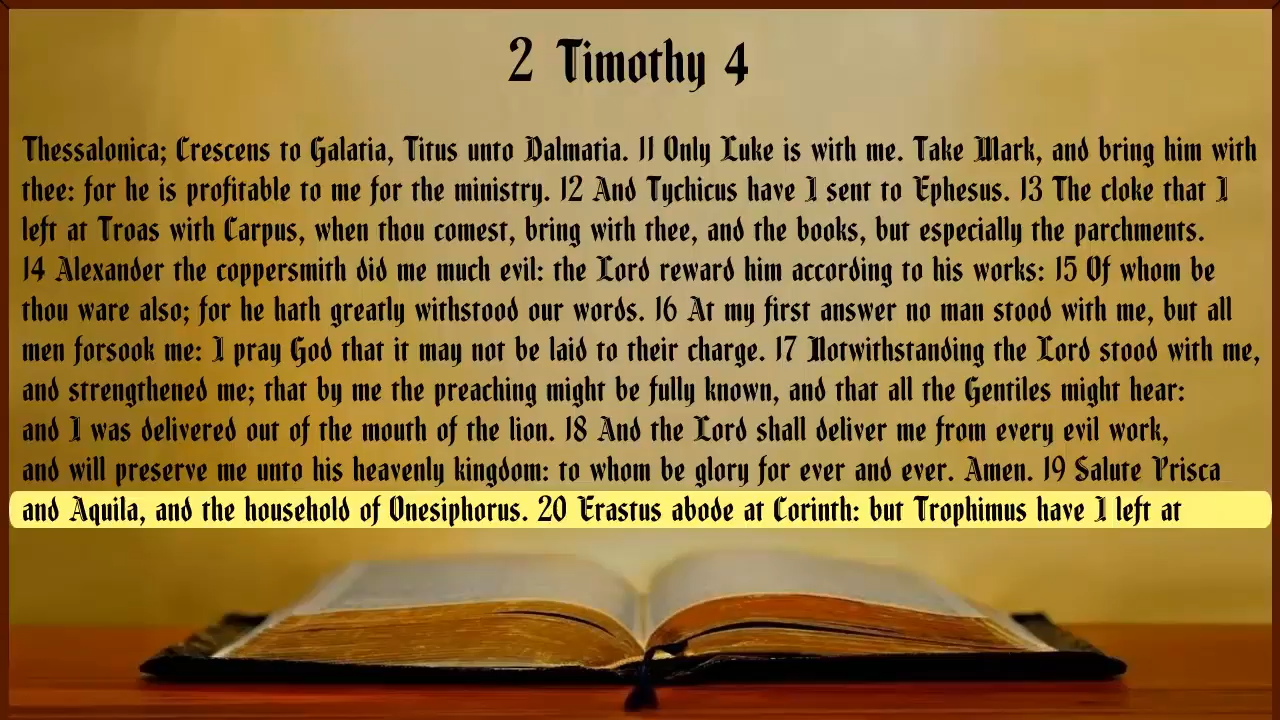 2 Timothy 4
Thessalonica; Crescens to Galatia, Titus unto Dalmatia. 11 Only Luke is with me. Take Mark, and bring him with
thee: for he is profitable to me for the ministry. 12 And Tychicus have I sent to Ephesus. 13 The cloke that I
left at Troas with Carpus, when thou comest, bring with thee, and the books, but especially the parchments.
14 Alexander the coppersmith did me much evil: the Lord reward him according to his works: 15 Of whom be
thou ware also; for he hath greatly withstood our words. 16 At my first answer no man stood with me, but all
men forsook me: I pray God that it may not be laid to their charge. 17 Notwithstanding the Lord stood with me,
and strengthened me; that by me the preaching might be fully known, and that all the Gentiles might hear:
and I was delivered out of the mouth of the lion. 18 And the Lord shall deliver me from every evil work,
and will preserve me unto his heavenly kingdom: to whom be glory for ever and ever. Amen. 19 Salute Prisca
and Aquila, and the household of Onesiphorus. 20 Erastus abode at Corinth: but Trophimus have I left at